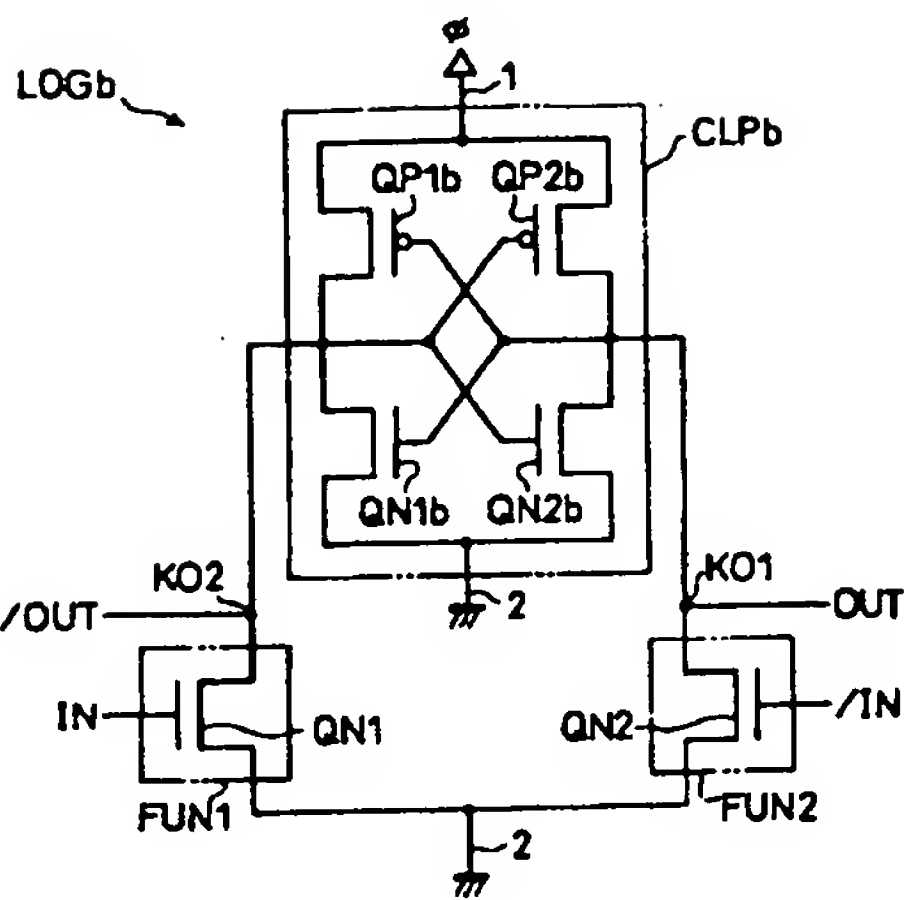 ø
LOGb
1
CLPb
QP1b QP2b
QN1b QN2b
KO2 2 KO1
/OUT OUT
IN QN1 QN2 /IN
FUN1 FUN2
2